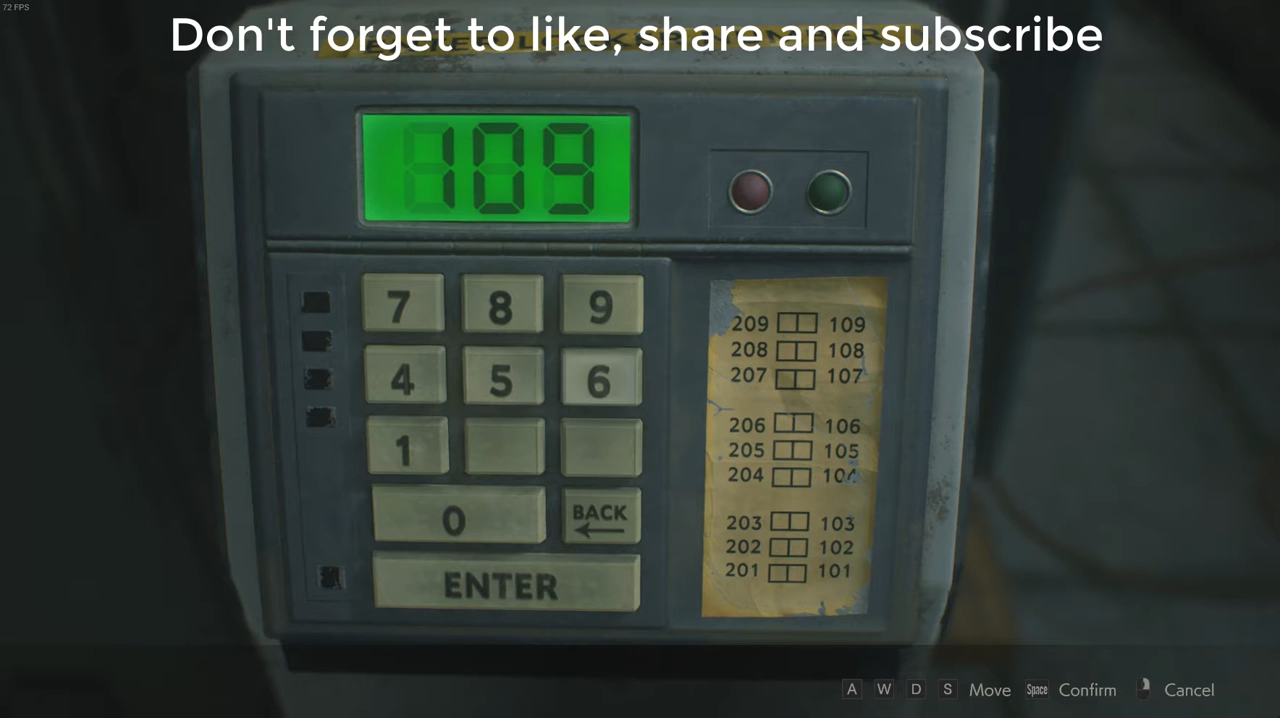 72 FPS
Don't forget to like, share and subscribe
109
7 8 9
4 5 6
1
0 BACK
ENTER
209 109
208 108
207 107
206 106
205 105
204 104
203 103
202 102
201 101
A W D S Move Space Confirm Cancel